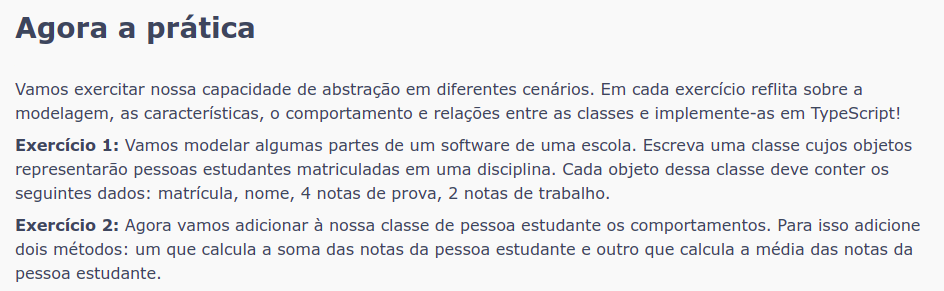 Agora a prática
Vamos exercitar nossa capacidade de abstração em diferentes cenários. Em cada exercício reflita sobre a
modelagem, as características, o comportamento e relações entre as classes e implemente-as em TypeScript!
Exercício 1: Vamos modelar algumas partes de um software de uma escola. Escreva uma classe cujos objetos
representarão pessoas estudantes matriculadas em uma disciplina. Cada objeto dessa classe deve conter os
seguintes dados: matrícula, nome, 4 notas de prova, 2 notas de trabalho.
Exercício 2: Agora vamos adicionar à nossa classe de pessoa estudante os comportamentos. Para isso adicione
dois métodos: um que calcula a soma das notas da pessoa estudante e outro que calcula a média das notas da
pessoa estudante.